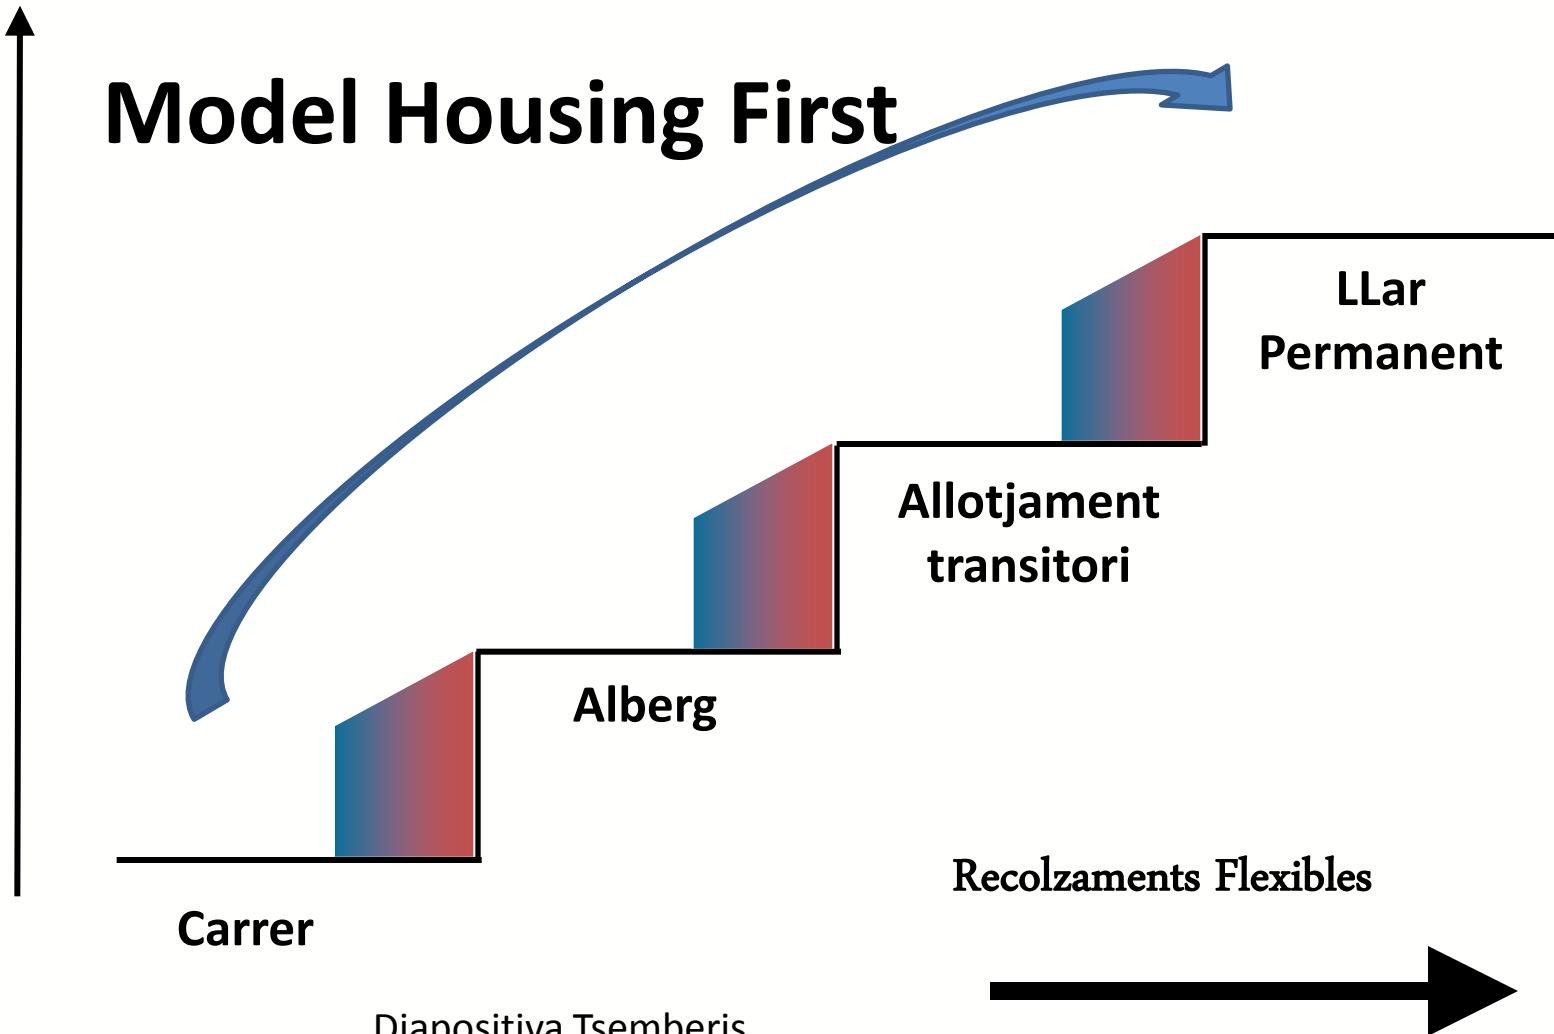 Model Housing First
LLar
Permanent
Allotjament
transitori
Alberg
Recolzaments Flexibles
Carrer
Diapositiva Tsemberis